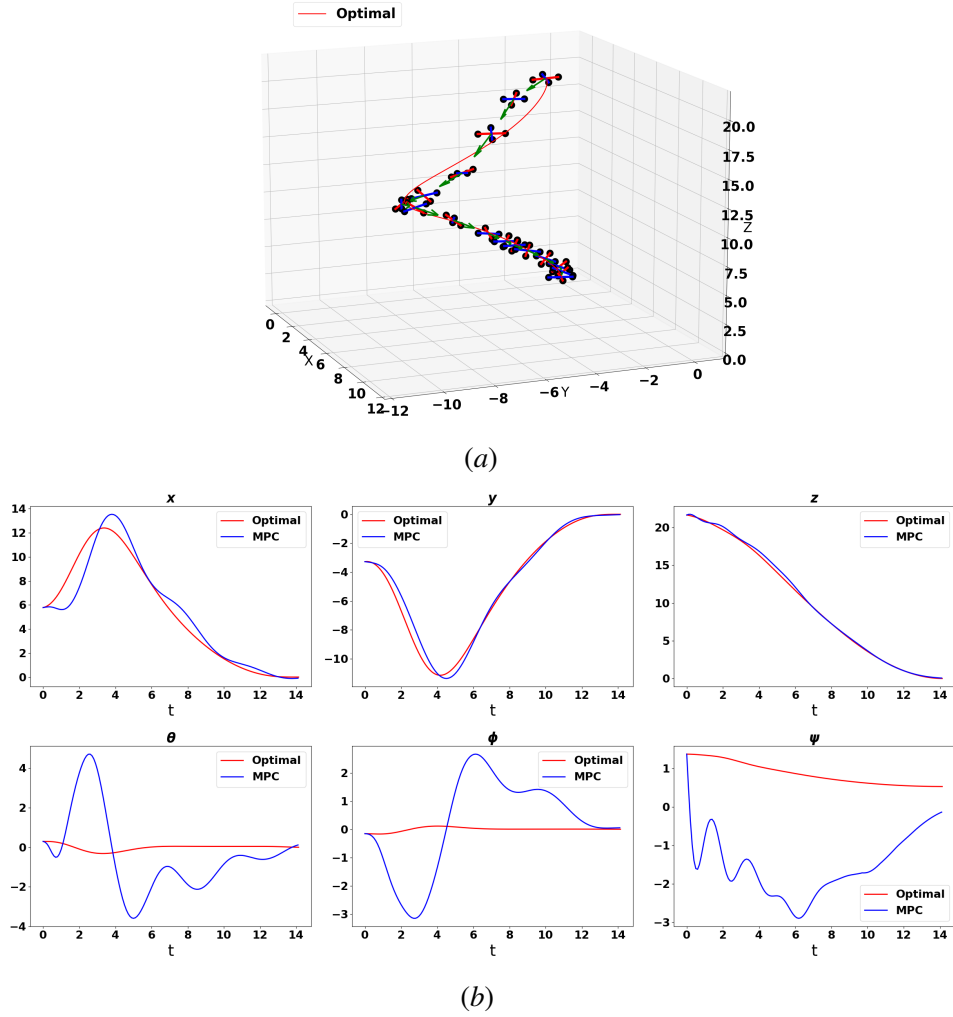 Optimal
20.0
17.5
15.0
12.5
Z
10.0
7.5
5.0
2.5
0.0
0
2
4
X
6
8
10
12
−12
−10
−8
−6
Y
−4
−2
0
(a)
x
y
z
14
12
10
8
6
4
2
0
Optimal
MPC
0 2 4 6 8 10 12 14
t
0
−2
−4
−6
−8
−10
Optimal
MPC
0 2 4 6 8 10 12 14
t
20
15
10
5
0
Optimal
MPC
0 2 4 6 8 10 12 14
t
θ
ϕ
ψ
4
2
0
−2
−4
Optimal
MPC
0 2 4 6 8 10 12 14
t
2
1
0
−1
−2
−3
Optimal
MPC
0 2 4 6 8 10 12 14
t
1
0
−1
−2
−3
Optimal
MPC
0 2 4 6 8 10 12 14
t
(b)